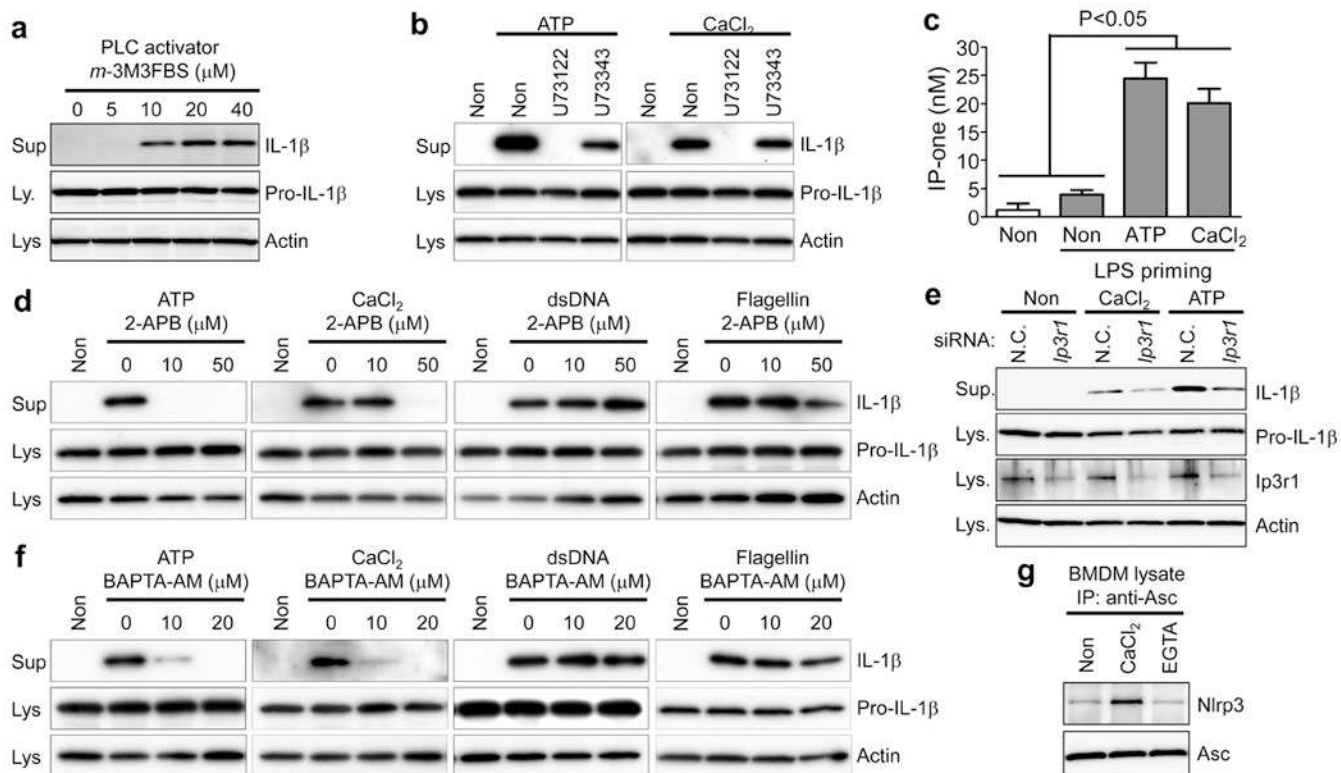 a
PLC activator
m-3M3FBS (μM)
0 5 10 20 40
Sup IL-1β
Ly. Pro-IL-1β
Lys Actin
b
ATP CaCl₂
Non Non U73122 U73343 Non Non U73122 U73343
Sup IL-1β
Lys Pro-IL-1β
Lys Actin
c
P<0.05
IP-one (nM)
30
25
20
15
10
5
0
Non Non ATP CaCl₂
LPS priming
d
ATP CaCl₂ dsDNA Flagellin
2-APB (μM) 2-APB (μM) 2-APB (μM) 2-APB (μM)
Non 0 10 50 Non 0 10 50 Non 0 10 50 Non 0 10 50
Sup IL-1β
Lys Pro-IL-1β
Lys Actin
e
Non CaCl₂ ATP
siRNA: N.C. Ip3r1 N.C. Ip3r1 N.C. Ip3r1
Sup. IL-1β
Lys. Pro-IL-1β
Lys. Ip3r1
Lys. Actin
f
ATP CaCl₂ dsDNA Flagellin
BAPTA-AM (μM) BAPTA-AM (μM) BAPTA-AM (μM) BAPTA-AM (μM)
Non 0 10 20 Non 0 10 20 Non 0 10 20 Non 0 10 20
Sup IL-1β
Lys Pro-IL-1β
Lys Actin
g
BMDM lysate
IP: anti-Asc
Non CaCl₂ EGTA
Nlrp3
Asc